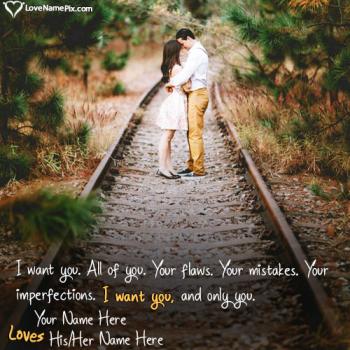 LoveNamePix.com
I want you. All of you. Your flaws. Your mistakes. Your
imperfections. I want you, and only you.
Your Name Here
Loves His/Her Name Here